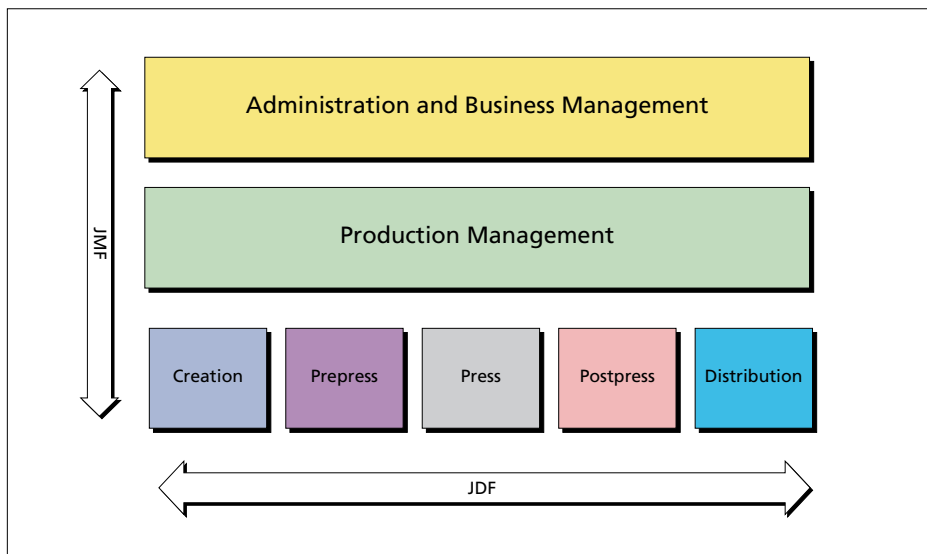 Administration and Business Management
JMF
Production Management
Creation
Prepress
Press
Postpress
Distribution
JDF